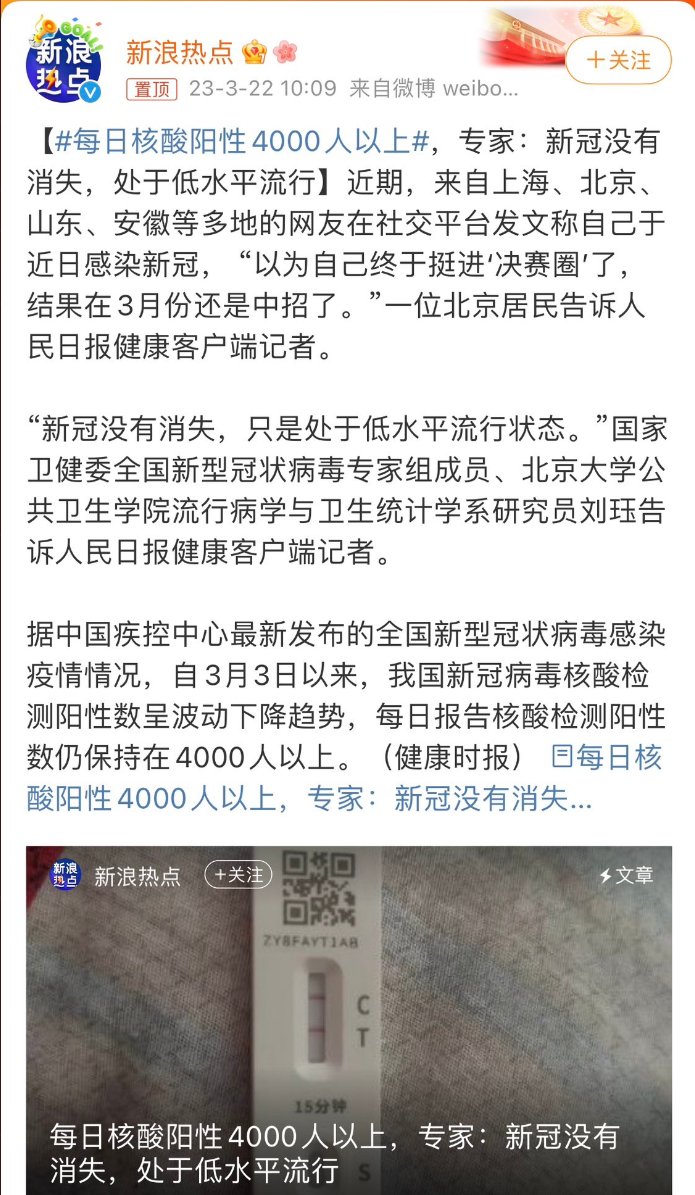 GOAL!
新浪
热点
新浪热点
+关注
置顶 23-3-22 10:09 来自微博 weibo...
【#每日核酸阳性4000人以上#，专家：新冠没有
消失，处于低水平流行】近期，来自上海、北京、
山东、安徽等多地的网友在社交平台发文称自己于
近日感染新冠，“以为自己终于挺进‘决赛圈’了，
结果在3月份还是中招了。”一位北京居民告诉人
民日报健康客户端记者。
“新冠没有消失，只是处于低水平流行状态。”国家
卫健委全国新型冠状病毒专家组成员、北京大学公
共卫生学院流行病学与卫生统计学系研究员刘珏告
诉人民日报健康客户端记者。
据中国疾控中心最新发布的全国新型冠状病毒感染
疫情情况，自3月3日以来，我国新冠病毒核酸检
测阳性数呈波动下降趋势，每日报告核酸检测阳性
数仍保持在4000人以上。（健康时报） 每日核
酸阳性4000人以上，专家：新冠没有消失...
新浪
热点
新浪热点
+关注
文章
ZY8FAYT1AB
C
T
15分钟
每日核酸阳性4000人以上，专家：新冠没有
消失，处于低水平流行
S